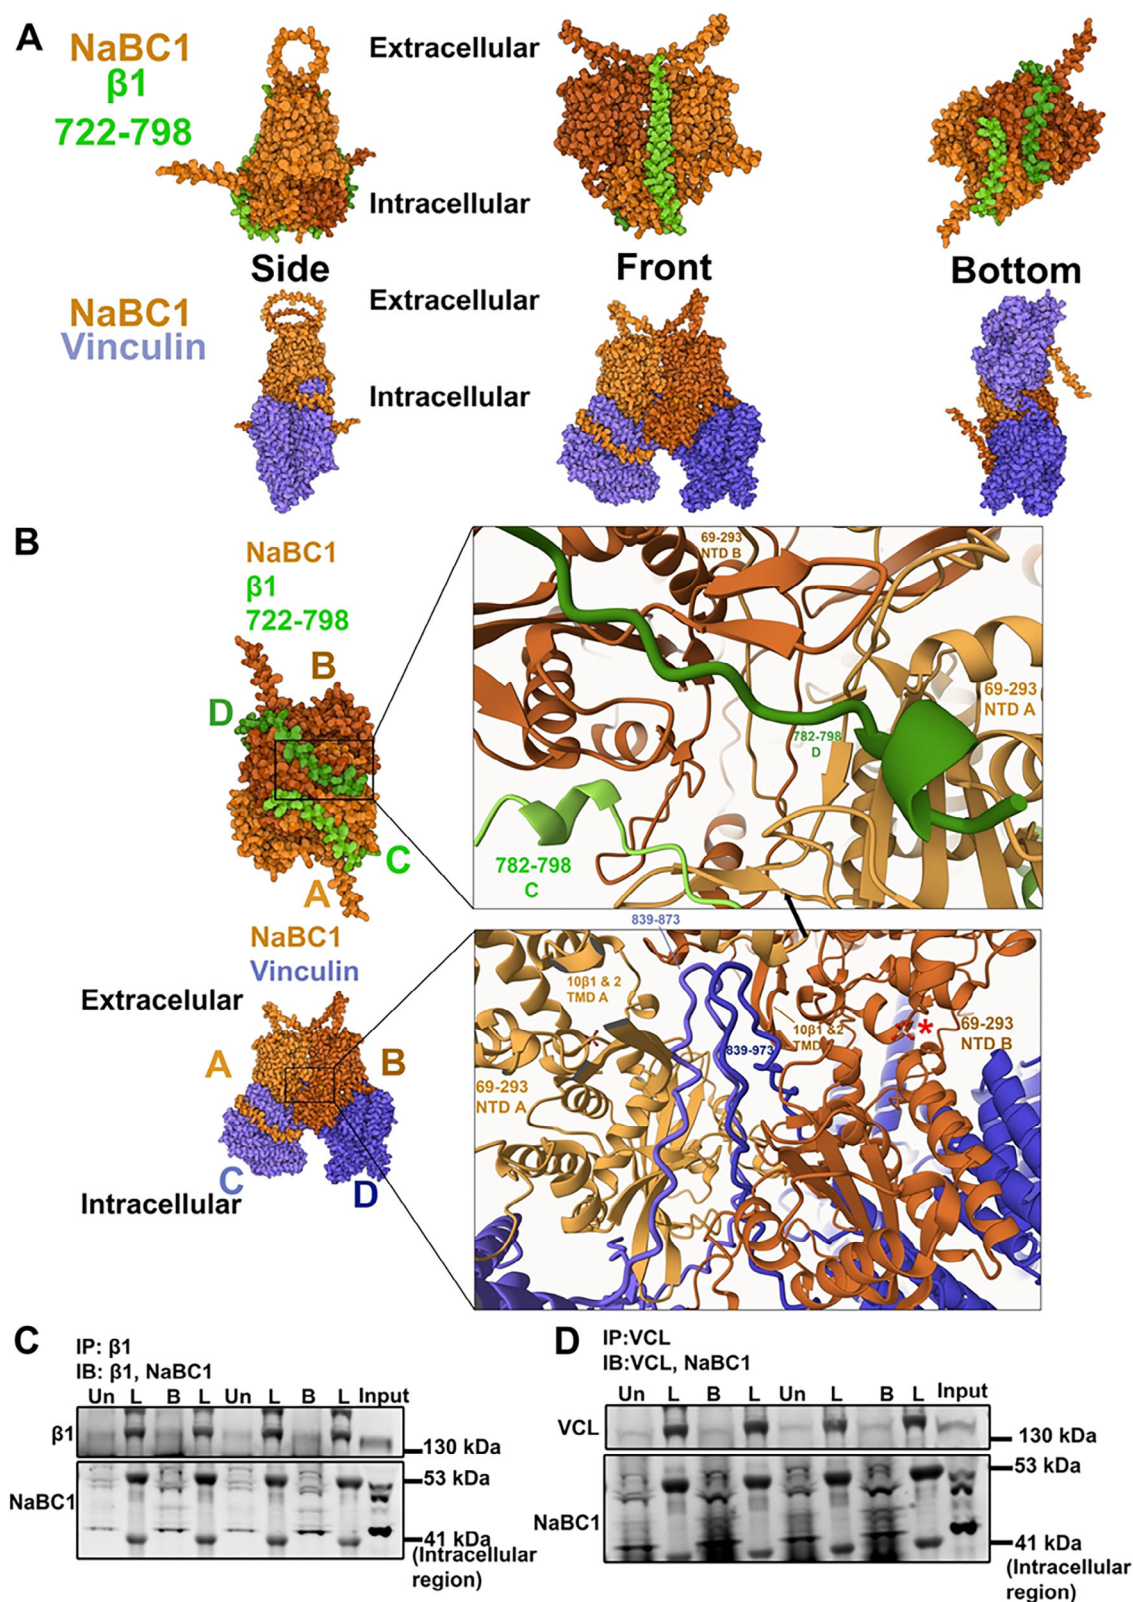 A
NaBC1
β1
722-798
Extracellular
Intracellular
Side
Front
Bottom
NaBC1
Vinculin
Extracellular
Intracellular
B
NaBC1
β1
722-798
B
D
C
A
69-293
NTD B
69-293
NTD A
782-798
D
782-798
C
NaBC1
Vinculin
Extracelular
A
B
C
D
Intracellular
839-873
10β1 & 2
TMD A
10β1 &2
TMD
839-973
*
69-293
NTD B
69-293
NTD A
C
IP: β1
IB: β1, NaBC1
Un L B L Un L B L Input
β1
130 kDa
53 kDa
NaBC1
41 kDa
(Intracellular
region)
D
IP:VCL
IB:VCL, NaBC1
Un L B L Un L B L Input
VCL
130 kDa
53 kDa
NaBC1
41 kDa
(Intracellular
region)